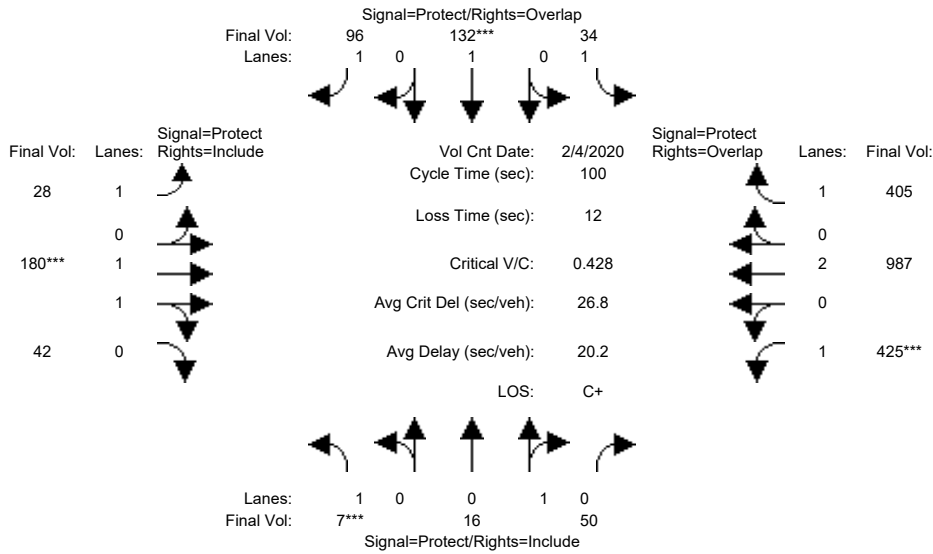 Signal=Protect/Rights=Overlap
Final Vol: 96 132*** 34
Lanes: 1 0 1 0 1
Signal=Protect
Final Vol: Lanes: Rights=Include
Vol Cnt Date: 2/4/2020
Signal=Protect
Rights=Overlap Lanes: Final Vol:
Cycle Time (sec): 100
28 1
1 405
Loss Time (sec): 12
0
0
180*** 1
Critical V/C: 0.428
2 987
1
Avg Crit Del (sec/veh): 26.8
0
42 0
Avg Delay (sec/veh): 20.2
1 425***
LOS: C+
Lanes: 1 0 0 1 0
Final Vol: 7*** 16 50
Signal=Protect/Rights=Include